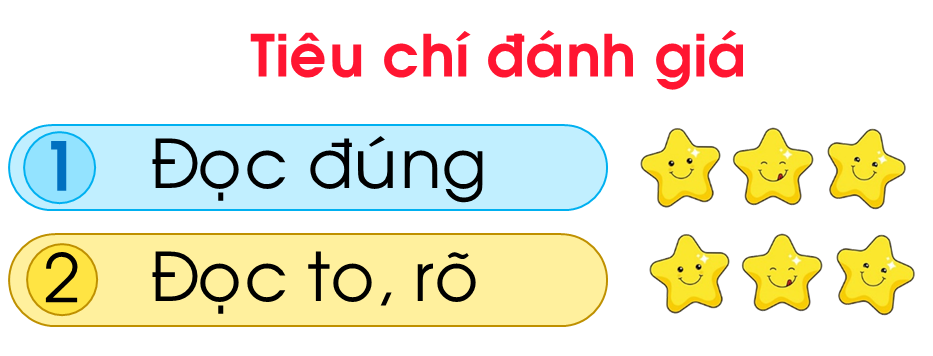 Tiêu chí đánh giá
1 Đọc đúng
2 Đọc to, rõ